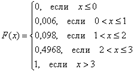 0, если x ≤ 0
0,006, если 0 < x ≤ 1
F(x) = 0,098, если 1 < x ≤ 2
0,4968, если 2 < x ≤ 3
1, если x > 3